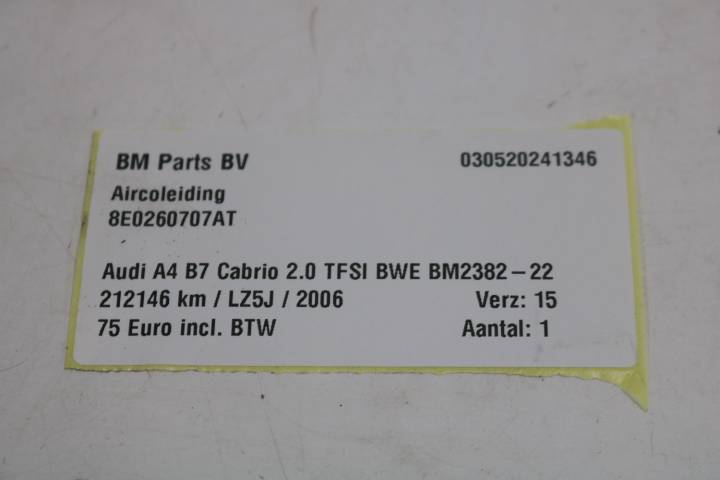 BM Parts BV 030520241346
Aircoleiding
8E0260707AT
Audi A4 B7 Cabrio 2.0 TFSI BWE BM2382-22
212146 km / LZ5J / 2006 Verz: 15
75 Euro incl. BTW Aantal: 1